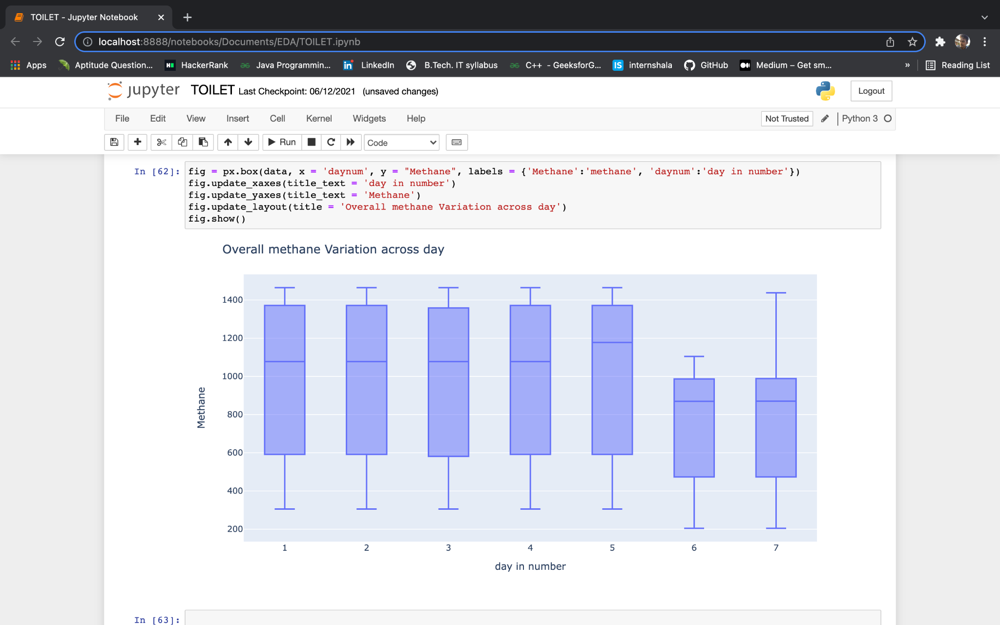 TOILET - Jupyter Notebook
localhost:8888/notebooks/Documents/EDA/TOILET.ipynb
Apps Aptitude Question... HackerRank Java Programmin... LinkedIn B.Tech. IT syllabus C++ - GeeksforG... IS internshala GitHub Medium – Get sm... » Reading List
jupyter TOILET Last Checkpoint: 06/12/2021 (unsaved changes) Logout
File Edit View Insert Cell Kernel Widgets Help Not Trusted Python 3
Run Code
In [62]: fig = px.box(data, x = 'daynum', y = "Methane", labels = {'Methane':'methane', 'daynum':'day in number'})
fig.update_xaxes(title_text = 'day in number')
fig.update_yaxes(title_text = 'Methane')
fig.update_layout(title = 'Overall methane Variation across day')
fig.show()
Overall methane Variation across day
1400
1200
1000
800
600
400
200
Methane
1 2 3 4 5 6 7
day in number
In [63]: